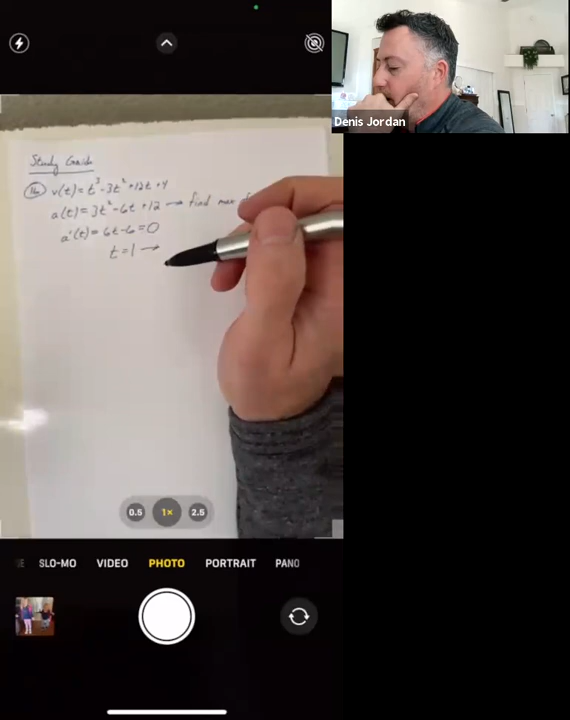 Denis Jordan
Study Guide
16. v(t) = t³ - 3t² + 12t + 4
a(t) = 3t² - 6t + 12 → find max
a'(t) = 6t - 6 = 0
t = 1 →
0.5 1× 2.5
SLO-MO VIDEO PHOTO PORTRAIT PANO